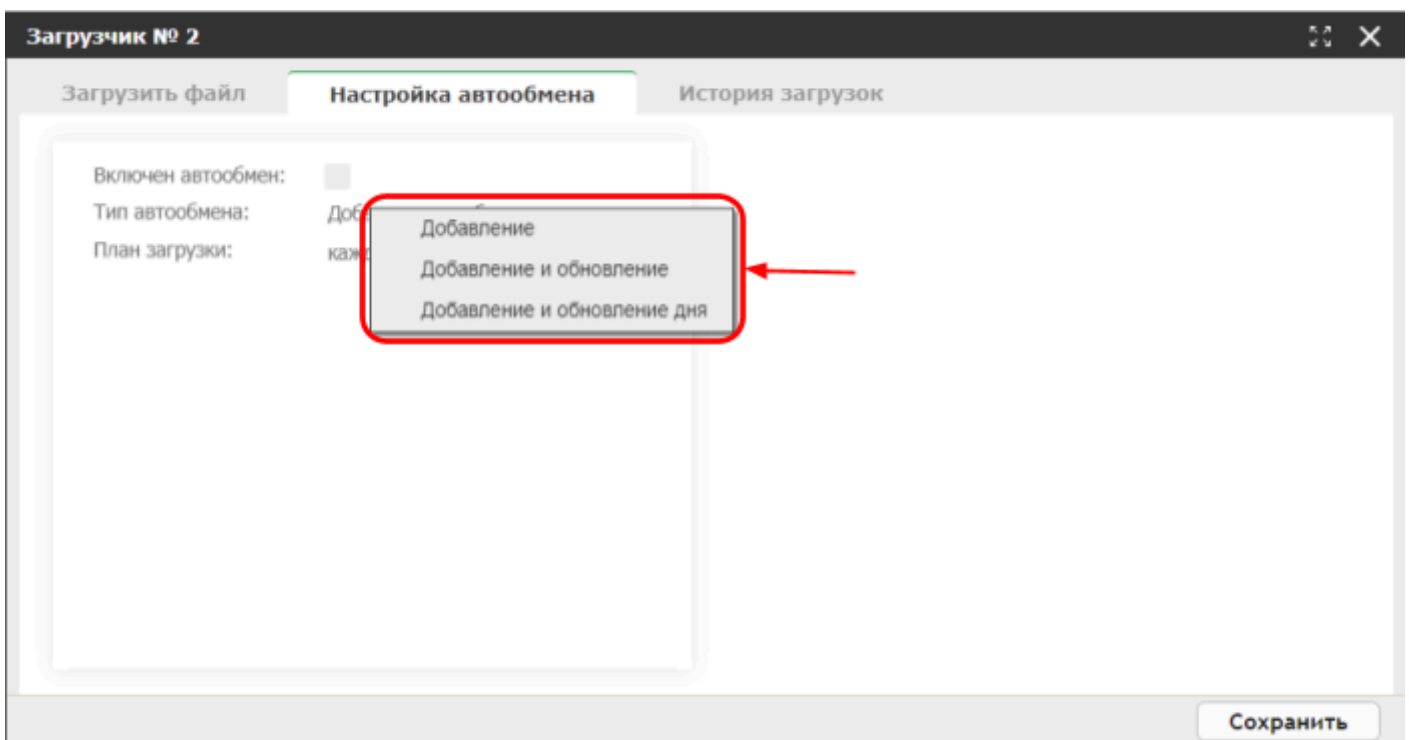 Загрузчик № 2
Загрузить файл Настройка автообмена История загрузок
Включен автообмен:
Тип автообмена:
План загрузки:
Добавление
Добавление и обновление
Добавление и обновление дня
Сохранить